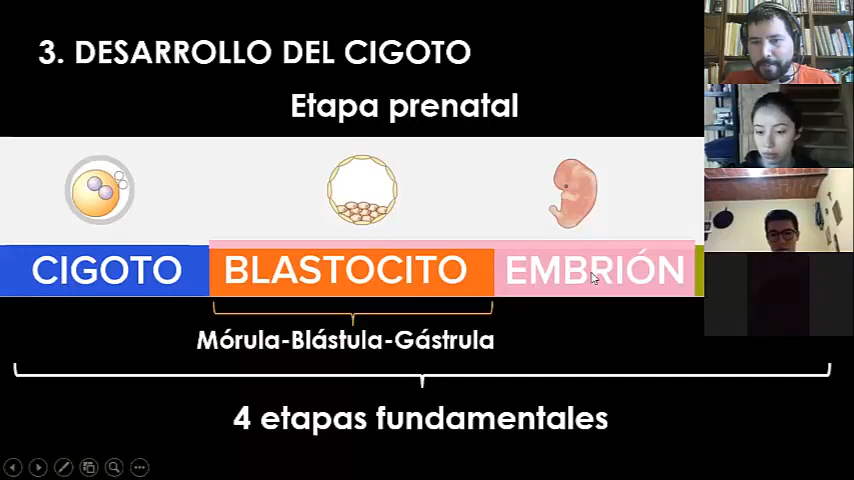 3. DESARROLLO DEL CIGOTO
Etapa prenatal
CIGOTO BLASTOCITO EMBRIÓN
Mórula-Blástula-Gástrula
4 etapas fundamentales